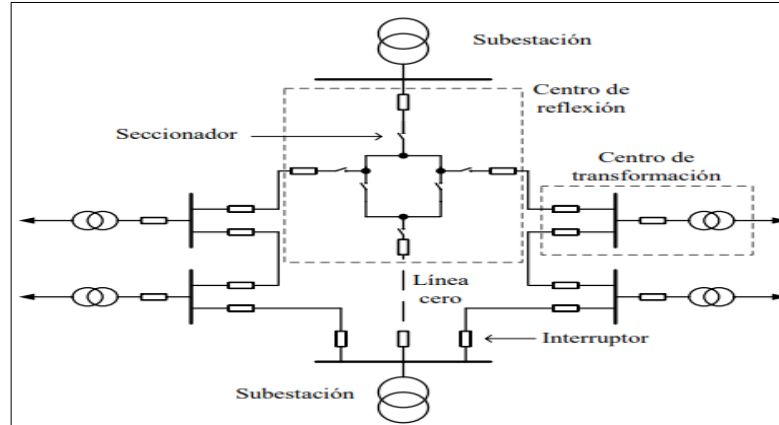 Subestación
Centro de
reflexión
Seccionador
Centro de
transformación
Línea
cero
Interruptor
Subestación